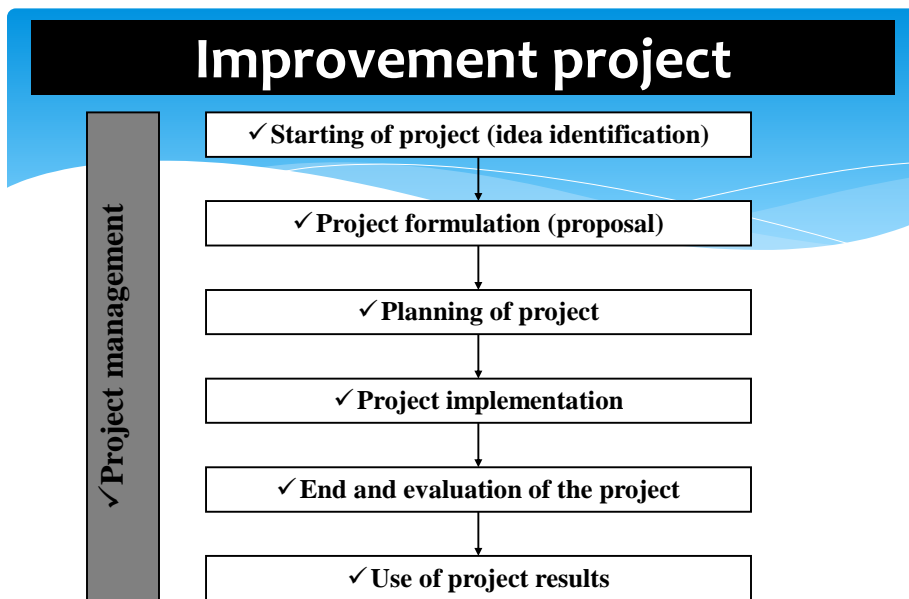 Improvement project
✓Project management
✓Starting of project (idea identification)
✓Project formulation (proposal)
✓Planning of project
✓Project implementation
✓End and evaluation of the project
✓Use of project results